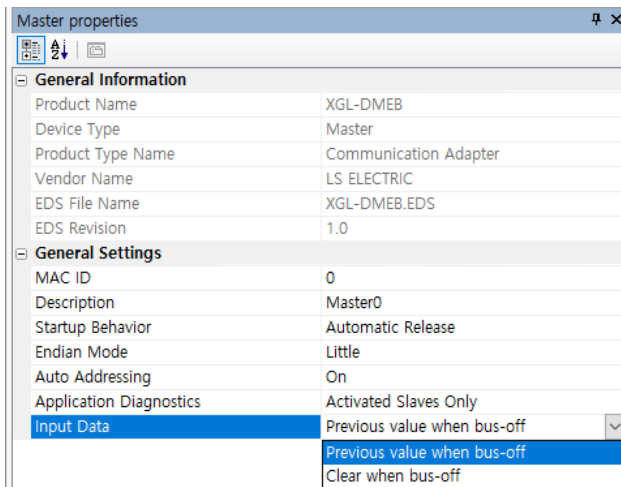 Master properties
General Information
Product Name XGL-DMEB
Device Type Master
Product Type Name Communication Adapter
Vendor Name LS ELECTRIC
EDS File Name XGL-DMEB.EDS
EDS Revision 1.0
General Settings
MAC ID 0
Description Master0
Startup Behavior Automatic Release
Endian Mode Little
Auto Addressing On
Application Diagnostics Activated Slaves Only
Input Data Previous value when bus-off
Previous value when bus-off
Clear when bus-off